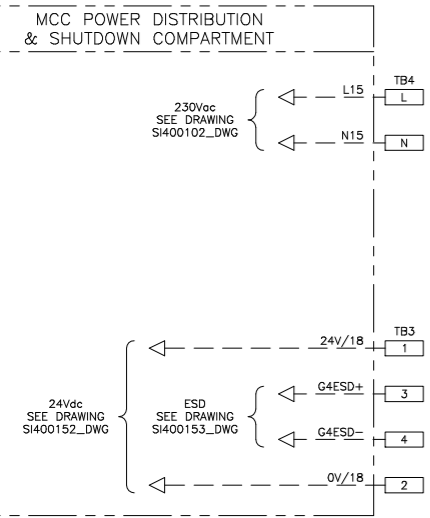 MCC POWER DISTRIBUTION
& SHUTDOWN COMPARTMENT
TB4
L15
L
230Vac
SEE DRAWING
SI400102_DWG
N15
N
TB3
24V/18
1
G4ESD+
3
24Vdc
SEE DRAWING
SI400152_DWG
ESD
SEE DRAWING
SI400153_DWG
G4ESD-
4
0V/18
2